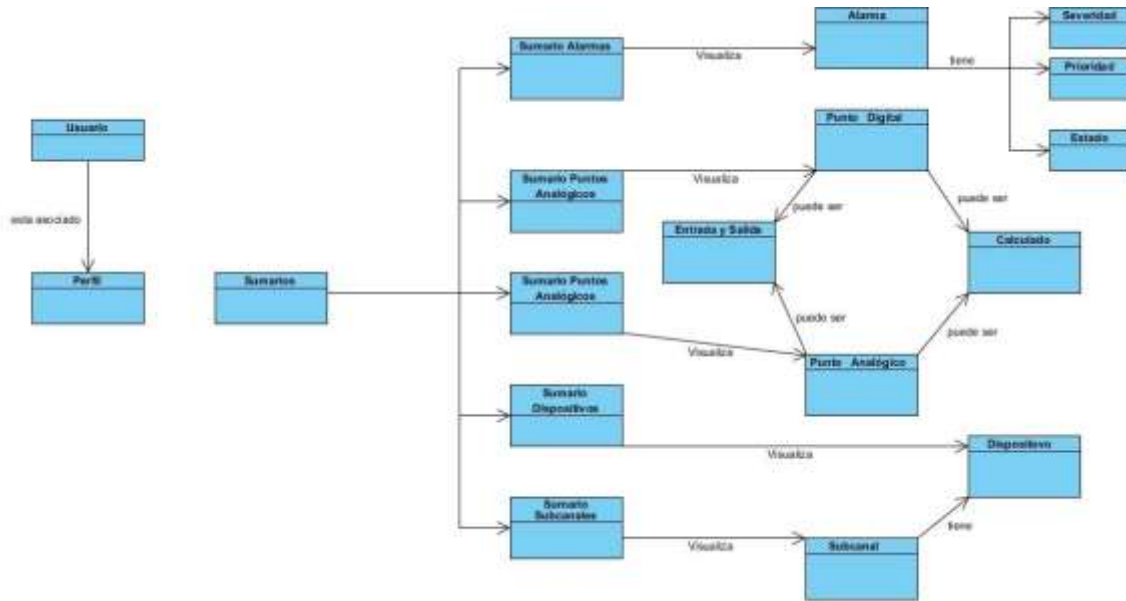 Usuario
esta asociado
Perfil
Sumarios
Sumario Alarmas
Sumario Puntos
Analógicos
Sumario Puntos
Analógicos
Sumario
Dispositivos
Sumario
Subcanales
Visualiza
Visualiza
Visualiza
Visualiza
Visualiza
Alarma
tiene
Severidad
Prioridad
Estado
Punto Digital
puede ser
puede ser
Entrada y Salida
Calculado
puede ser
puede ser
Punto Analógico
Dispositovo
Subcanal
tiene